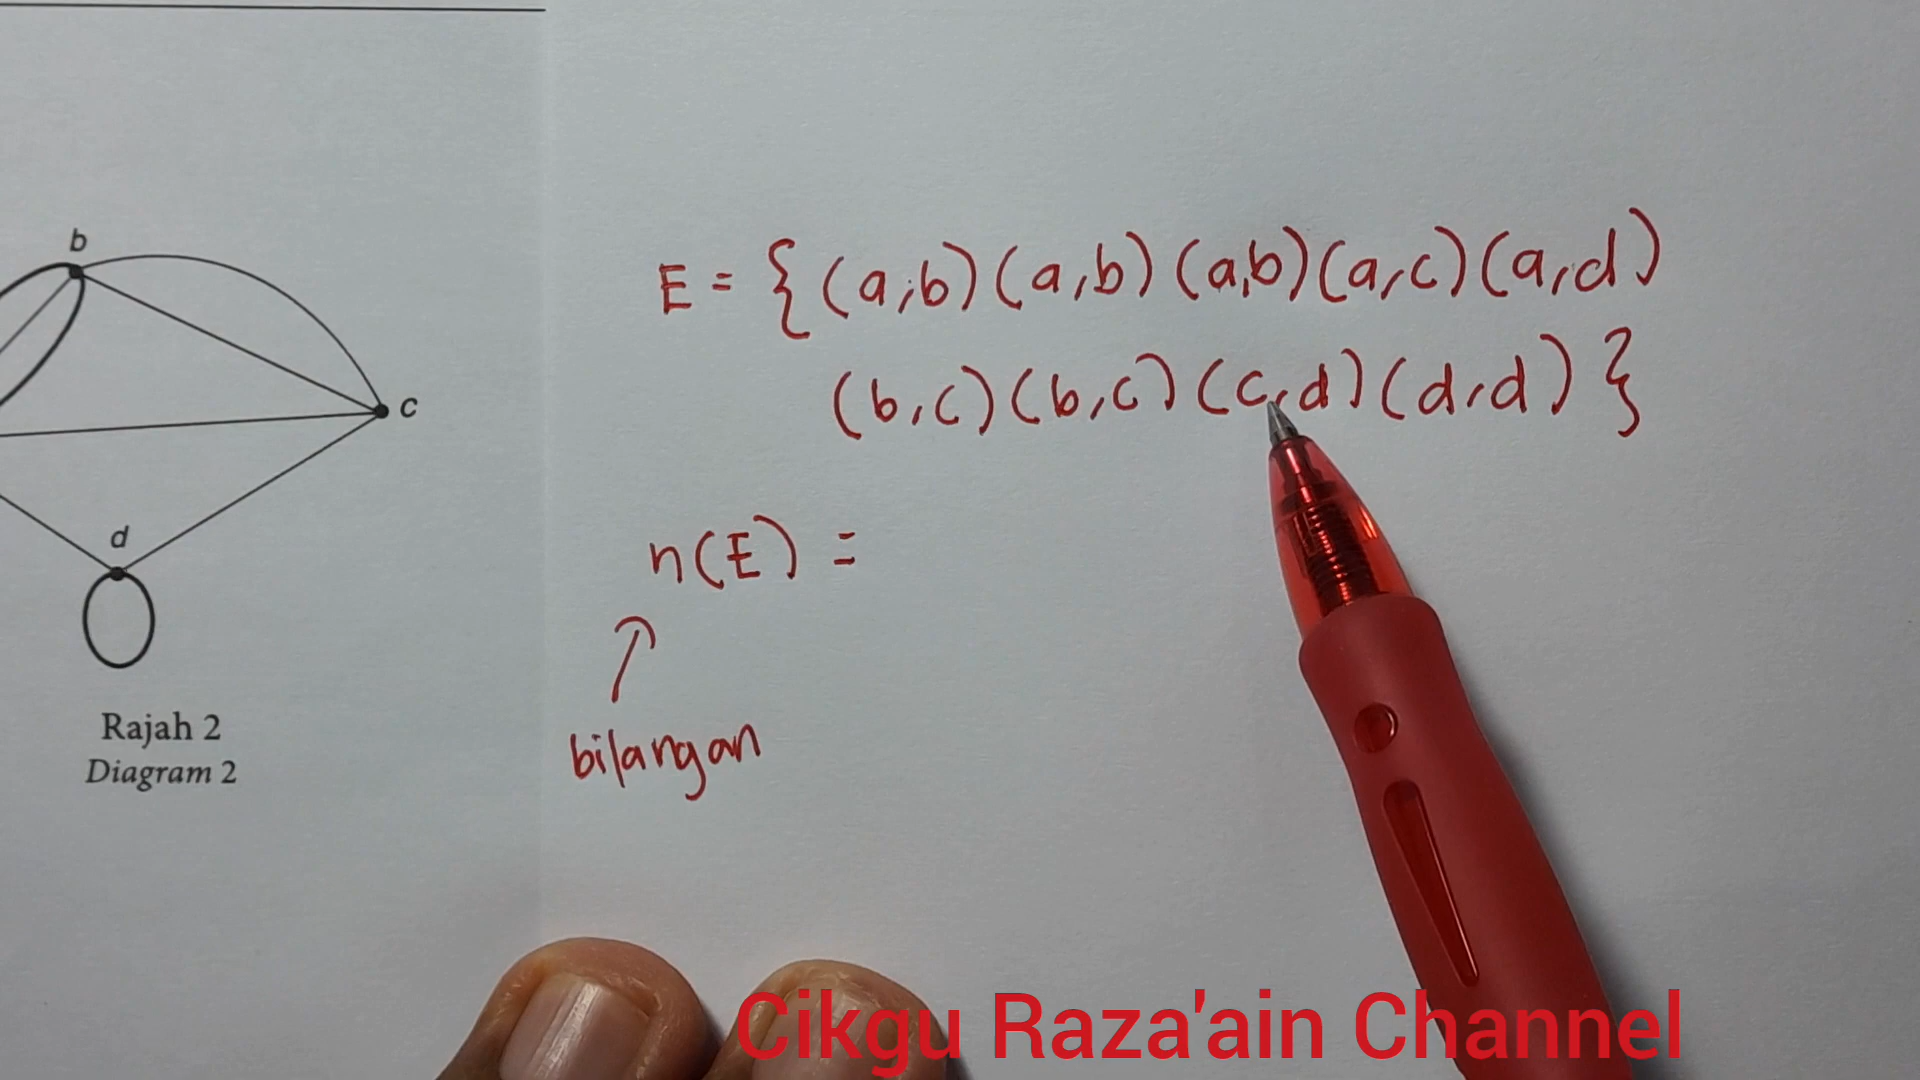 b
c
d
Rajah 2
Diagram 2
E = {(a,b)(a,b)(a,b)(a,c)(a,d)
(b,c)(b,c)(c,d)(d,d)}
n(E) =
bilangan
Cikgu Raza'ain Channel